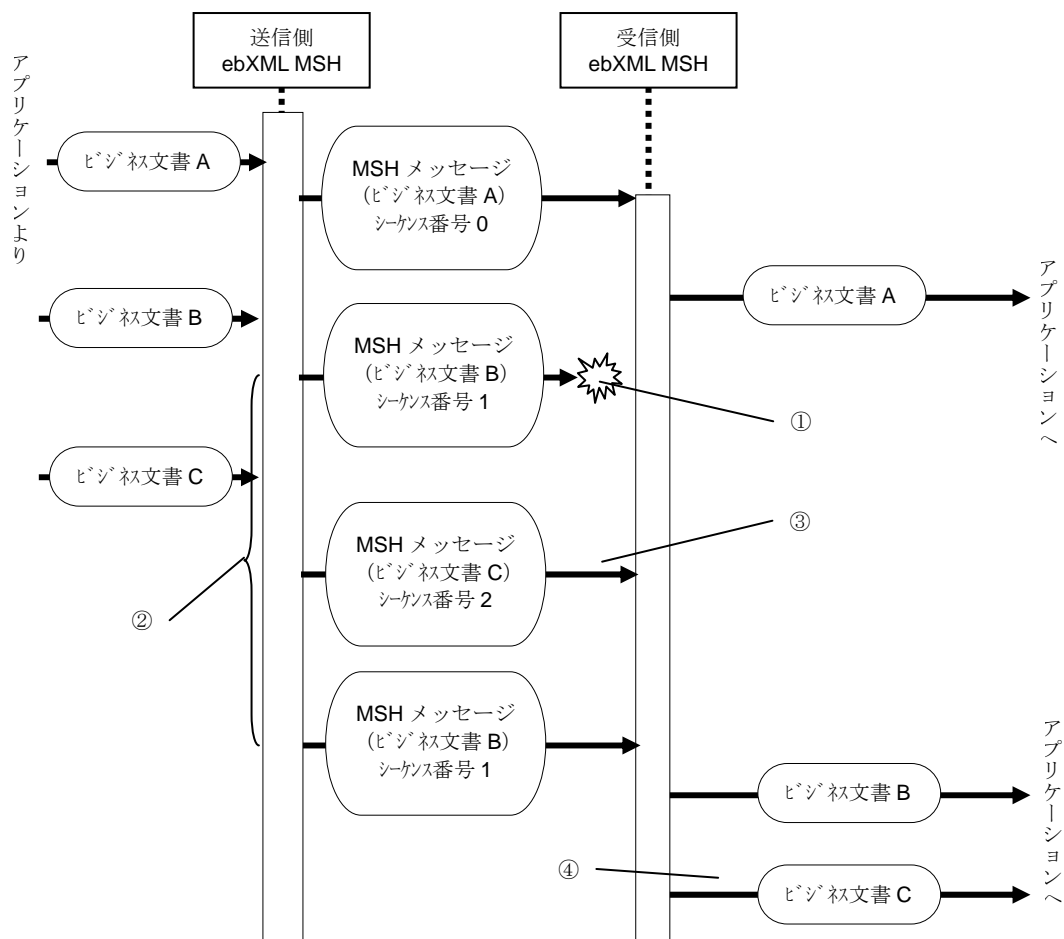 送信側
ebXML MSH
受信側
ebXML MSH
アプリケーションより
ビジネス文書 A
MSH メッセージ
（ビジネス文書 A）
シーケンス番号 0
ビジネス文書 A
アプリケーションへ
ビジネス文書 B
MSH メッセージ
（ビジネス文書 B）
シーケンス番号 1
①
ビジネス文書 C
③
MSH メッセージ
（ビジネス文書 C）
シーケンス番号 2
②
MSH メッセージ
（ビジネス文書 B）
シーケンス番号 1
アプリケーションへ
ビジネス文書 B
④
ビジネス文書 C